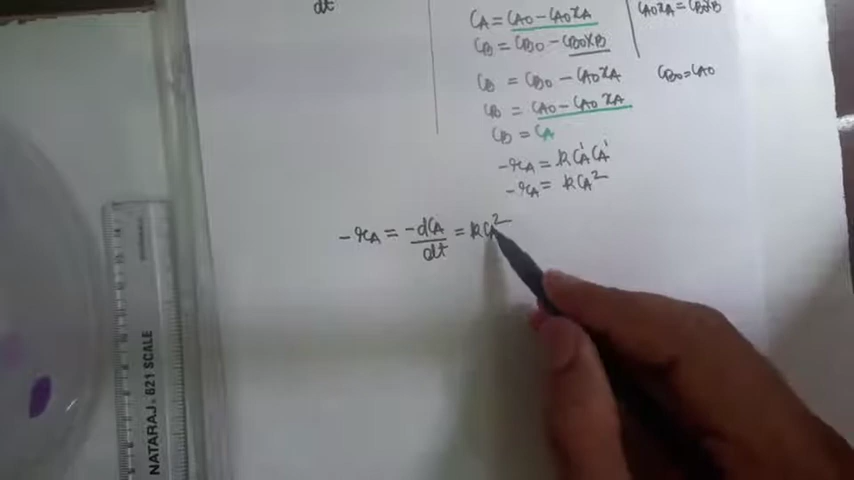 dt
CA = CA0 - CA0XA
CA0XA = CB0XB
CB = CB0 - CB0XB
CB = CB0 - CA0XA
CB0 = CA0
CB = CA0 - CA0XA
CB = CA
-rA = kCA¹CA¹
-rA = kCA²
-rA = -dCA/dt = kCA²
NATARAJ 621 SCALE